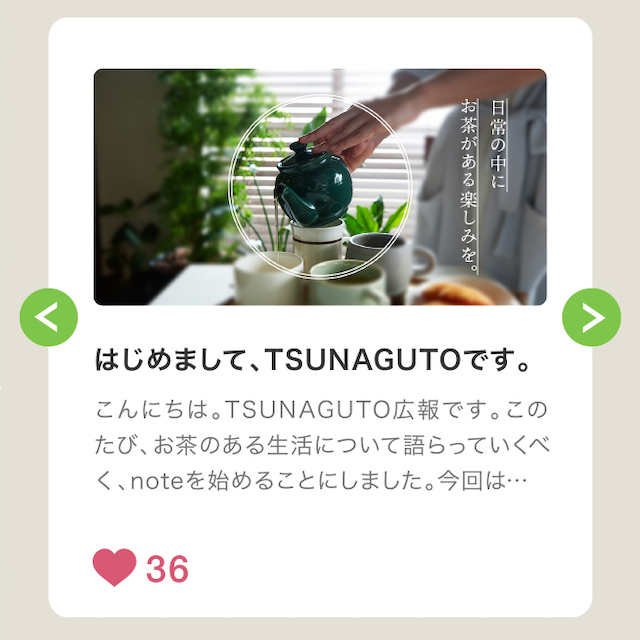 日常の中に
お茶がある楽しみを。
はじめまして、TSUNAGUTOです。
こんにちは。TSUNAGUTO広報です。この
たび、お茶のある生活について語らっていくべ
く、noteを始めることにしました。今回は…
36